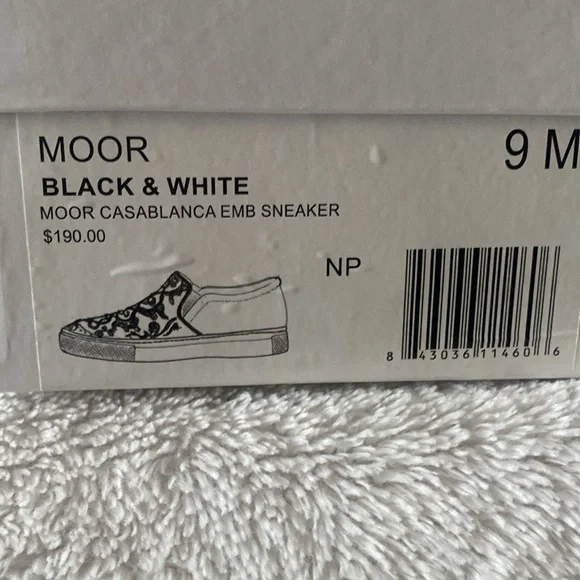 MOOR
9 M
BLACK & WHITE
MOOR CASABLANCA EMB SNEAKER
$190.00
NP
8 43036 11460 6